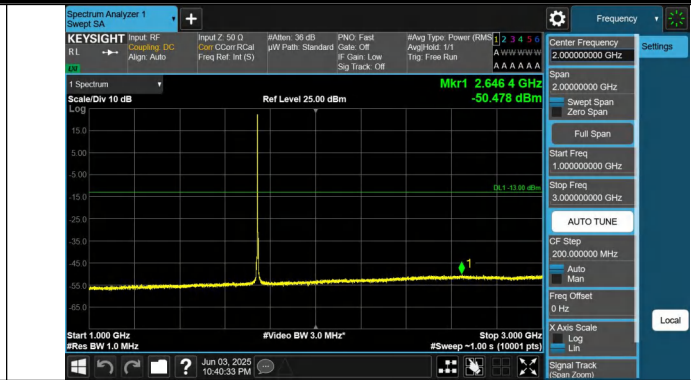 Spectrum Analyzer 1
Swept SA
Frequency
KEYSIGHT
R L
Input: RF
Coupling: DC
Align: Auto
Input Z: 50 Ω
Corr CCorr RCal
Freq Ref: Int (S)
#Atten: 36 dB
µW Path: Standard
PNO: Fast
Gate: Off
IF Gain: Low
Sig Track: Off
#Avg Type: Power (RMS
Avg|Hold: 1/1
Trig: Free Run
1 2 3 4 5 6
A W W W W W
A A A A A A
1 Spectrum
Scale/Div 10 dB
Ref Level 25.00 dBm
Mkr1 2.646 4 GHz
-50.478 dBm
Log
15.0
5.00
-5.00
-15.0
-25.0
-35.0
-45.0
-55.0
-65.0
DL1 -13.00 dBm
1
Start 1.000 GHz
#Res BW 1.0 MHz
#Video BW 3.0 MHz*
Stop 3.000 GHz
#Sweep ~1.00 s (10001 pts)
Center Frequency
2.000000000 GHz
Settings
Span
2.00000000 GHz
Swept Span
Zero Span
Full Span
Start Freq
1.000000000 GHz
Stop Freq
3.000000000 GHz
AUTO TUNE
CF Step
200.000000 MHz
Auto
Man
Freq Offset
0 Hz
X Axis Scale
Log
Lin
Local
Signal Track
(Span Zoom)
Jun 03, 2025
10:40:33 PM